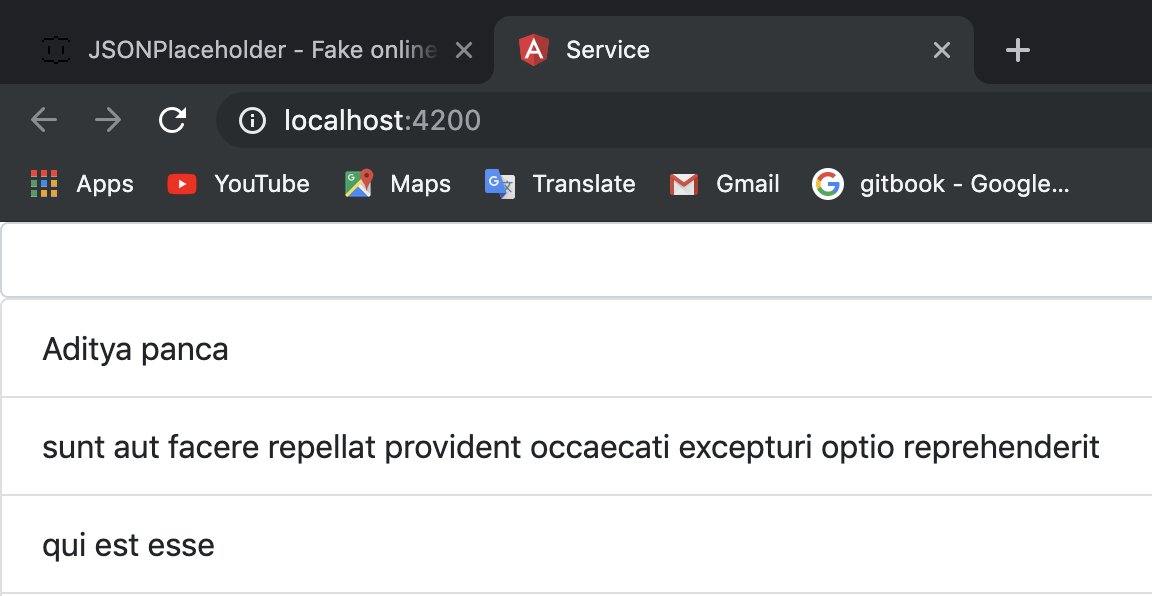 JSONPlaceholder - Fake online
Service
localhost:4200
Apps YouTube Maps Translate Gmail gitbook - Google...
Aditya panca
sunt aut facere repellat provident occaecati excepturi optio reprehenderit
qui est esse